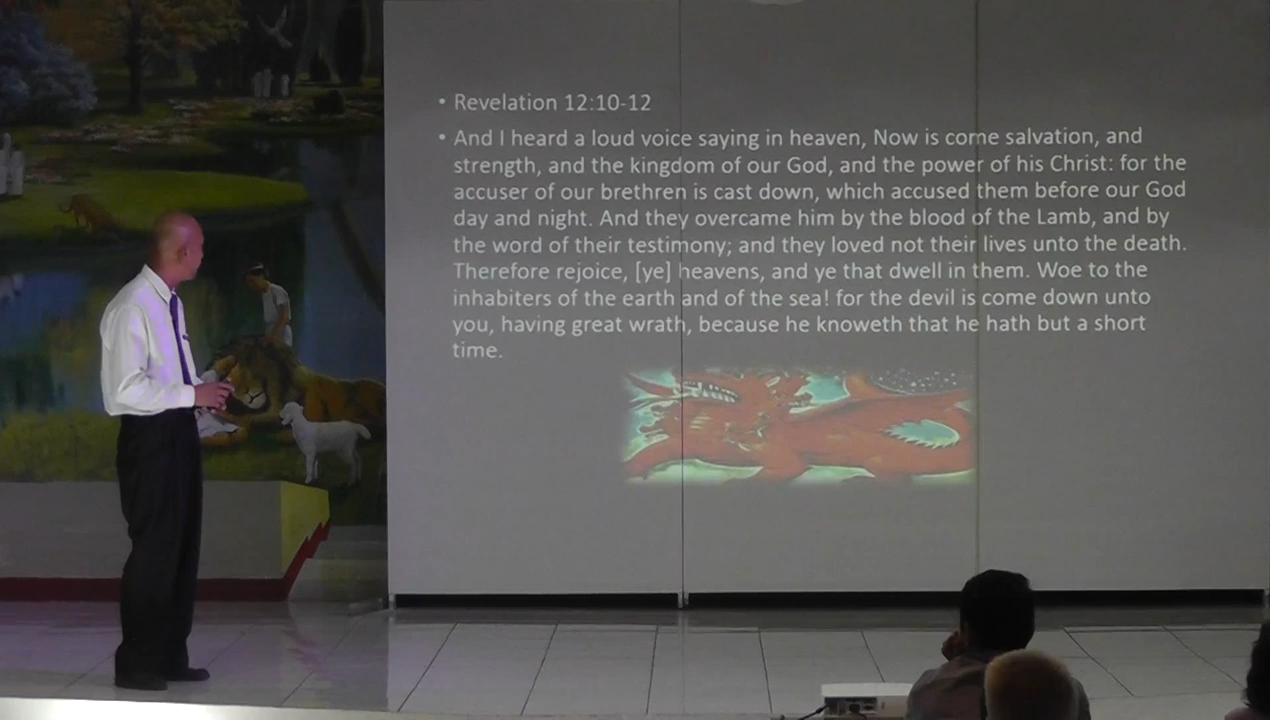 • Revelation 12:10-12
• And I heard a loud voice saying in heaven, Now is come salvation, and
strength, and the kingdom of our God, and the power of his Christ: for the
accuser of our brethren is cast down, which accused them before our God
day and night. And they overcame him by the blood of the Lamb, and by
the word of their testimony; and they loved not their lives unto the death.
Therefore rejoice, [ye] heavens, and ye that dwell in them. Woe to the
inhabiters of the earth and of the sea! for the devil is come down unto
you, having great wrath, because he knoweth that he hath but a short
time.